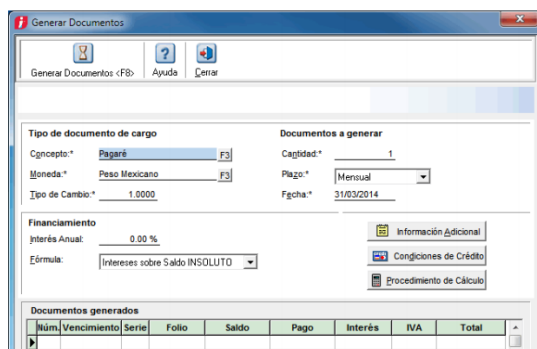 Generar Documentos
Generar Documentos <F8> Ayuda Cerrar
Tipo de documento de cargo Documentos a generar
Concepto:* Pagaré F3 Cantidad:* 1
Moneda:* Peso Mexicano F3 Plazo:* Mensual
Tipo de Cambio:* 1.0000 Fecha:* 31/03/2014
Financiamiento
Interés Anual: 0.00 % Información Adicional
Fórmula: Intereses sobre Saldo INSOLUTO Condiciones de Crédito
Procedimiento de Cálculo
Documentos generados
Núm. Vencimiento Serie Folio Saldo Pago Interés IVA Total